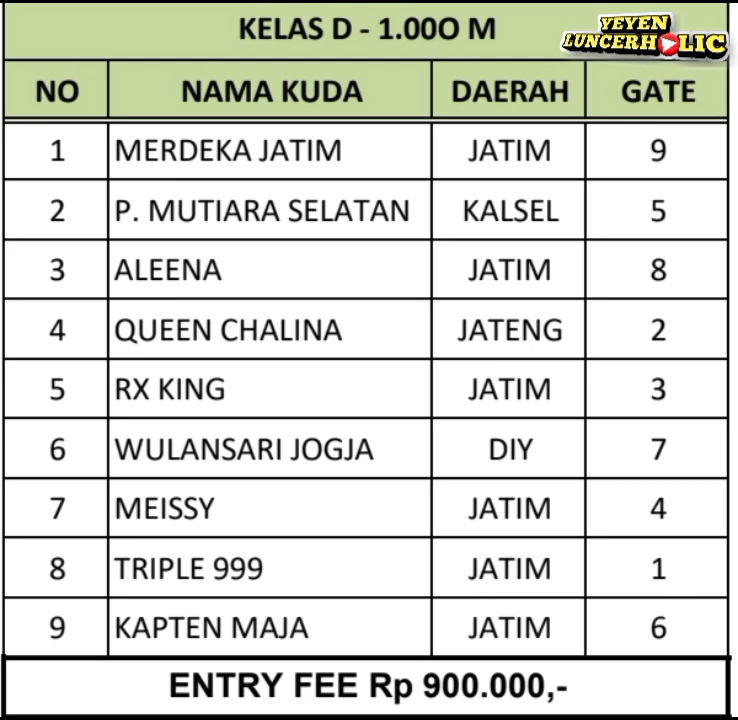 KELAS D - 1.00O M
YEYEN
LUNCERHOLIC
NO NAMA KUDA DAERAH GATE
1 MERDEKA JATIM JATIM 9
2 P. MUTIARA SELATAN KALSEL 5
3 ALEENA JATIM 8
4 QUEEN CHALINA JATENG 2
5 RX KING JATIM 3
6 WULANSARI JOGJA DIY 7
7 MEISSY JATIM 4
8 TRIPLE 999 JATIM 1
9 KAPTEN MAJA JATIM 6
ENTRY FEE Rp 900.000,-